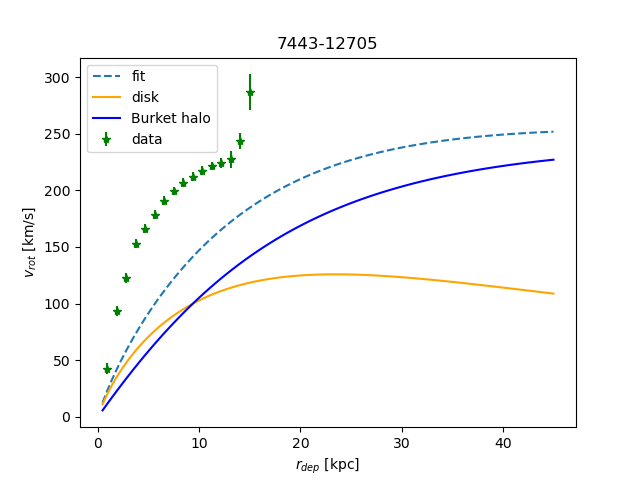 7443-12705
fit
disk
Burket halo
data
300
250
200
150
100
50
0
v_rot [km/s]
0 10 20 30 40
r_dep [kpc]